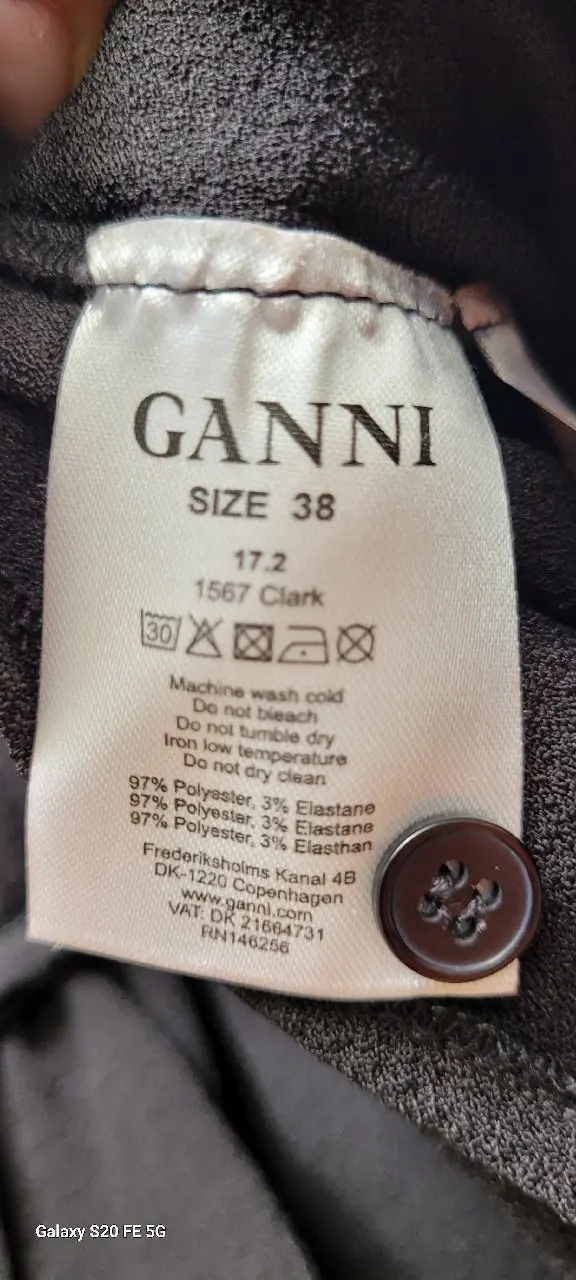 GANNI
SIZE 38
17.2
1567 Clark
30
Machine wash cold
Do not bleach
Do not tumble dry
Iron low temperature
Do not dry clean
97% Polyester, 3% Elastane
97% Polyester, 3% Elastane
97% Polyester, 3% Elasthan
Frederiksholms Kanal 4B
DK-1220 Copenhagen
www.ganni.com
VAT: DK 21664731
RN146256
Galaxy S20 FE 5G